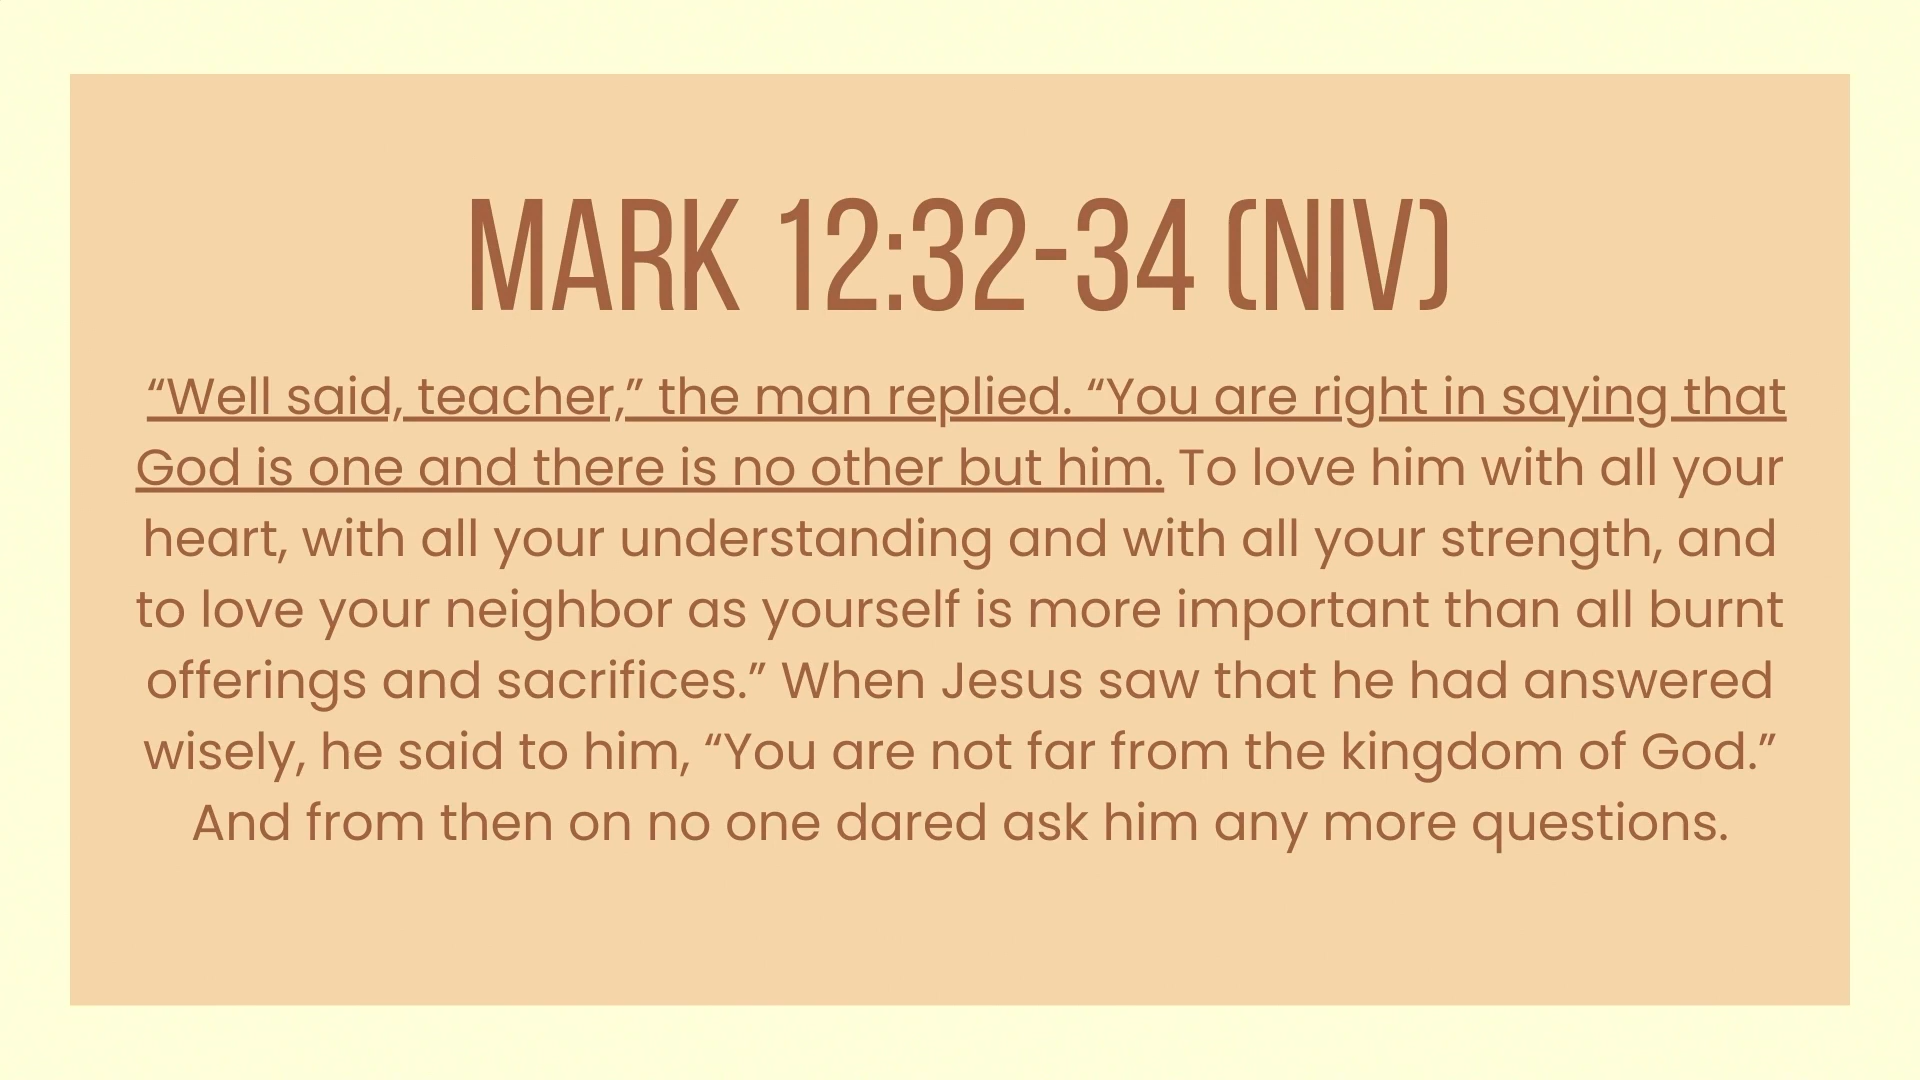 MARK 12:32-34 (NIV)
“Well said, teacher,” the man replied. “You are right in saying that
God is one and there is no other but him. To love him with all your
heart, with all your understanding and with all your strength, and
to love your neighbor as yourself is more important than all burnt
offerings and sacrifices.” When Jesus saw that he had answered
wisely, he said to him, “You are not far from the kingdom of God.”
And from then on no one dared ask him any more questions.